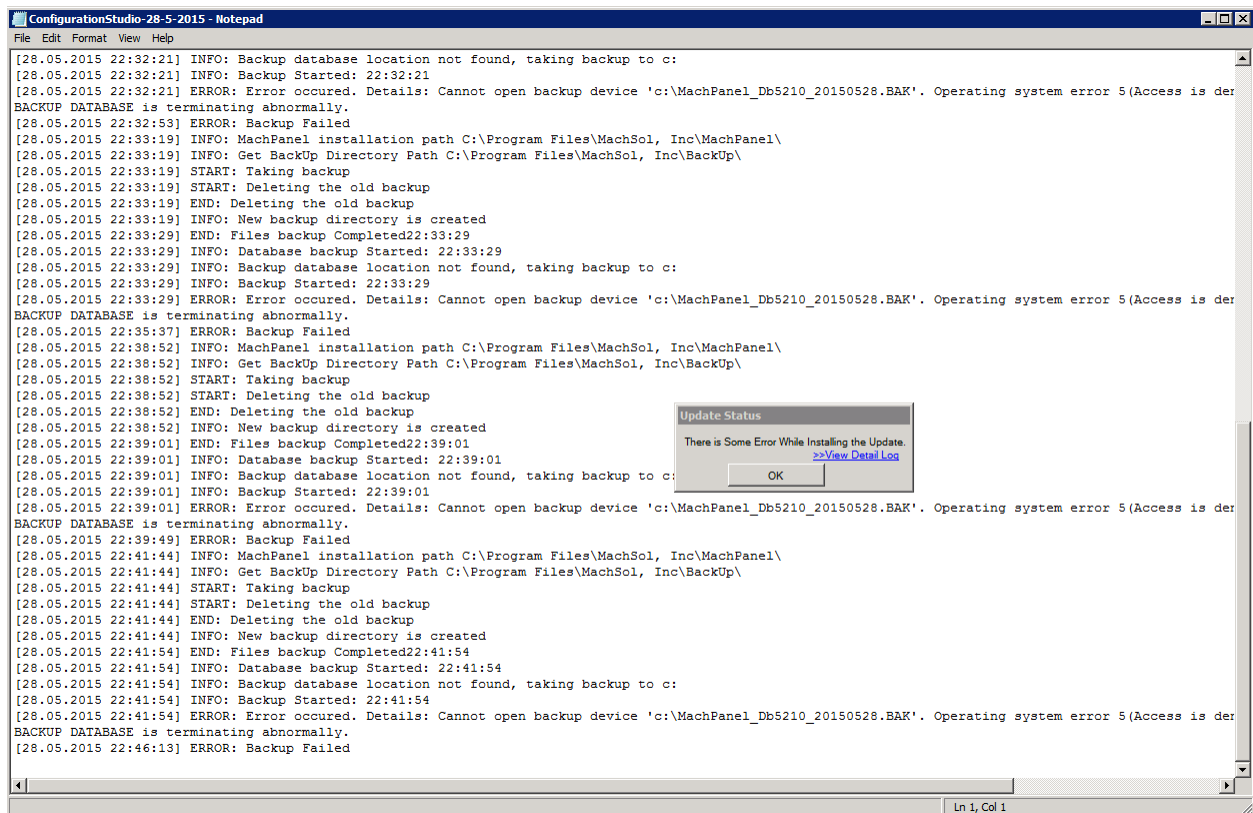 ConfigurationStudio-28-5-2015 - Notepad
File Edit Format View Help
[28.05.2015 22:32:21] INFO: Backup database location not found, taking backup to c:
[28.05.2015 22:32:21] INFO: Backup Started: 22:32:21
[28.05.2015 22:32:21] ERROR: Error occured. Details: Cannot open backup device 'c:\MachPanel_Db5210_20150528.BAK'. Operating system error 5(Access is der
BACKUP DATABASE is terminating abnormally.
[28.05.2015 22:32:53] ERROR: Backup Failed
[28.05.2015 22:33:19] INFO: MachPanel installation path C:\Program Files\MachSol, Inc\MachPanel\
[28.05.2015 22:33:19] INFO: Get BackUp Directory Path C:\Program Files\MachSol, Inc\BackUp\
[28.05.2015 22:33:19] START: Taking backup
[28.05.2015 22:33:19] START: Deleting the old backup
[28.05.2015 22:33:19] END: Deleting the old backup
[28.05.2015 22:33:19] INFO: New backup directory is created
[28.05.2015 22:33:29] END: Files backup Completed22:33:29
[28.05.2015 22:33:29] INFO: Database backup Started: 22:33:29
[28.05.2015 22:33:29] INFO: Backup database location not found, taking backup to c:
[28.05.2015 22:33:29] INFO: Backup Started: 22:33:29
[28.05.2015 22:33:29] ERROR: Error occured. Details: Cannot open backup device 'c:\MachPanel_Db5210_20150528.BAK'. Operating system error 5(Access is der
BACKUP DATABASE is terminating abnormally.
[28.05.2015 22:35:37] ERROR: Backup Failed
[28.05.2015 22:38:52] INFO: MachPanel installation path C:\Program Files\MachSol, Inc\MachPanel\
[28.05.2015 22:38:52] INFO: Get BackUp Directory Path C:\Program Files\MachSol, Inc\BackUp\
[28.05.2015 22:38:52] START: Taking backup
[28.05.2015 22:38:52] START: Deleting the old backup
[28.05.2015 22:38:52] END: Deleting the old backup
[28.05.2015 22:38:52] INFO: New backup directory is created
[28.05.2015 22:39:01] END: Files backup Completed22:39:01
[28.05.2015 22:39:01] INFO: Database backup Started: 22:39:01
[28.05.2015 22:39:01] INFO: Backup database location not found, taking backup to c:
[28.05.2015 22:39:01] INFO: Backup Started: 22:39:01
[28.05.2015 22:39:01] ERROR: Error occured. Details: Cannot open backup device 'c:\MachPanel_Db5210_20150528.BAK'. Operating system error 5(Access is der
BACKUP DATABASE is terminating abnormally.
[28.05.2015 22:39:49] ERROR: Backup Failed
[28.05.2015 22:41:44] INFO: MachPanel installation path C:\Program Files\MachSol, Inc\MachPanel\
[28.05.2015 22:41:44] INFO: Get BackUp Directory Path C:\Program Files\MachSol, Inc\BackUp\
[28.05.2015 22:41:44] START: Taking backup
[28.05.2015 22:41:44] START: Deleting the old backup
[28.05.2015 22:41:44] END: Deleting the old backup
[28.05.2015 22:41:44] INFO: New backup directory is created
[28.05.2015 22:41:54] END: Files backup Completed22:41:54
[28.05.2015 22:41:54] INFO: Database backup Started: 22:41:54
[28.05.2015 22:41:54] INFO: Backup database location not found, taking backup to c:
[28.05.2015 22:41:54] INFO: Backup Started: 22:41:54
[28.05.2015 22:41:54] ERROR: Error occured. Details: Cannot open backup device 'c:\MachPanel_Db5210_20150528.BAK'. Operating system error 5(Access is der
BACKUP DATABASE is terminating abnormally.
[28.05.2015 22:46:13] ERROR: Backup Failed
Update Status
There is Some Error While Installing the Update.
>>View Detail Log
OK
Ln 1, Col 1